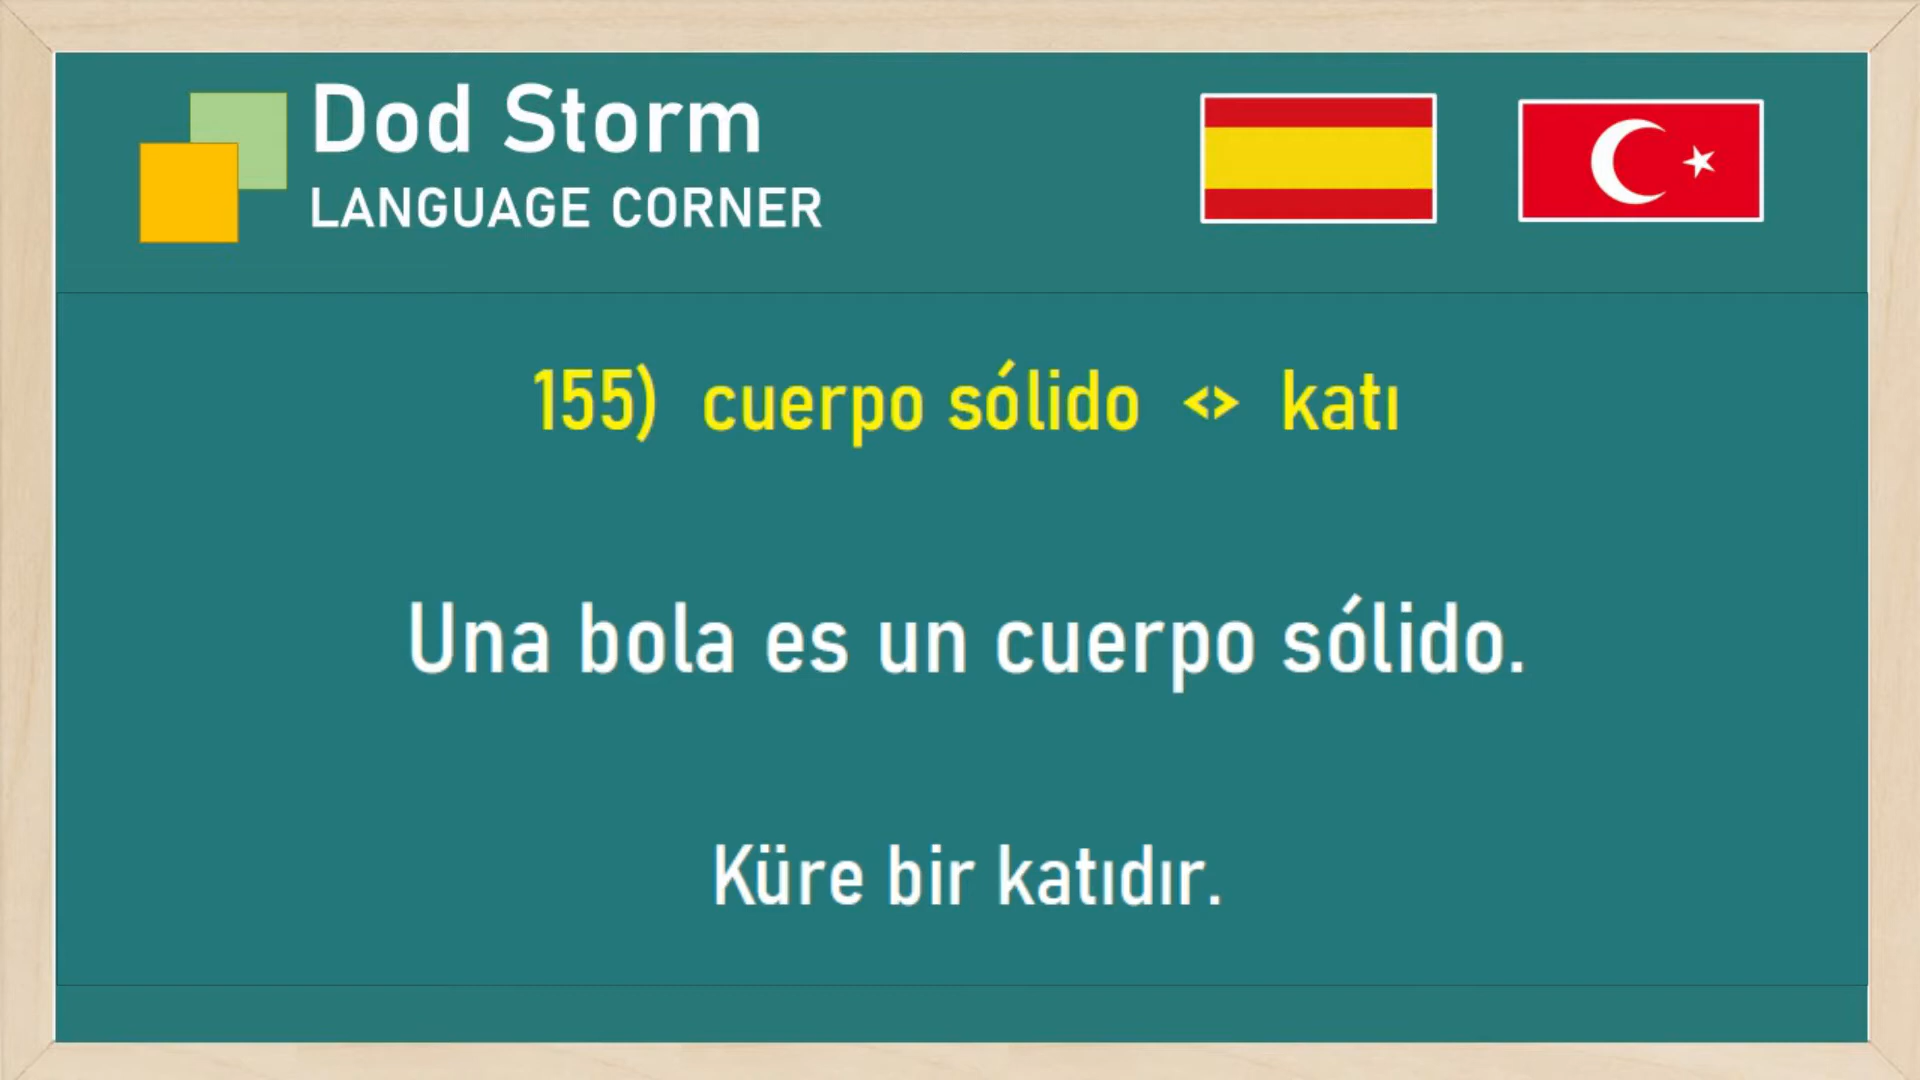 Dod Storm
LANGUAGE CORNER
155) cuerpo sólido <> katı
Una bola es un cuerpo sólido.
Küre bir katıdır.